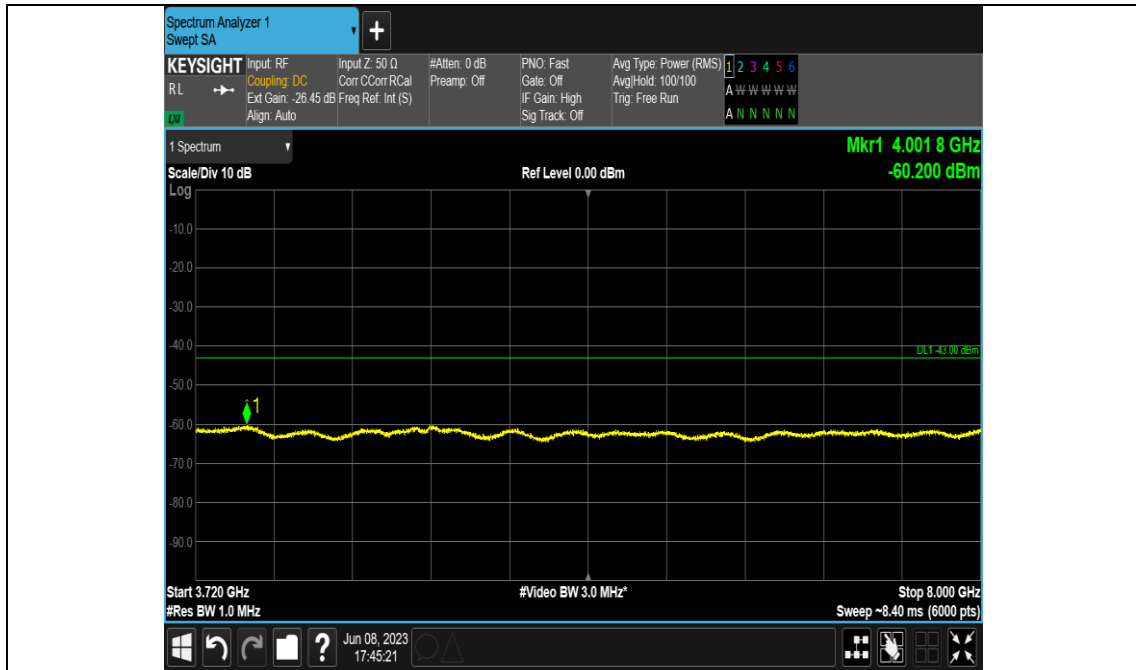 Spectrum Analyzer 1
Swept SA
+
KEYSIGHT
RL
LXI
Input: RF
Coupling: DC
Ext Gain: -26.45 dB
Align: Auto
Input Z: 50 Ω
Corr CCorr RCal
Freq Ref: Int (S)
#Atten: 0 dB
Preamp: Off
PNO: Fast
Gate: Off
IF Gain: High
Sig Track: Off
Avg Type: Power (RMS)
Avg|Hold: 100/100
Trig: Free Run
1 2 3 4 5 6
A W W W W W
A N N N N N
1 Spectrum
Mkr1 4.001 8 GHz
Scale/Div 10 dB
Ref Level 0.00 dBm
-60.200 dBm
Log
-10.0
-20.0
-30.0
-40.0
DL1 -43.00 dBm
-50.0
1
-60.0
-70.0
-80.0
-90.0
Start 3.720 GHz
#Video BW 3.0 MHz*
Stop 8.000 GHz
#Res BW 1.0 MHz
Sweep ~8.40 ms (6000 pts)
?
Jun 08, 2023
17:45:21